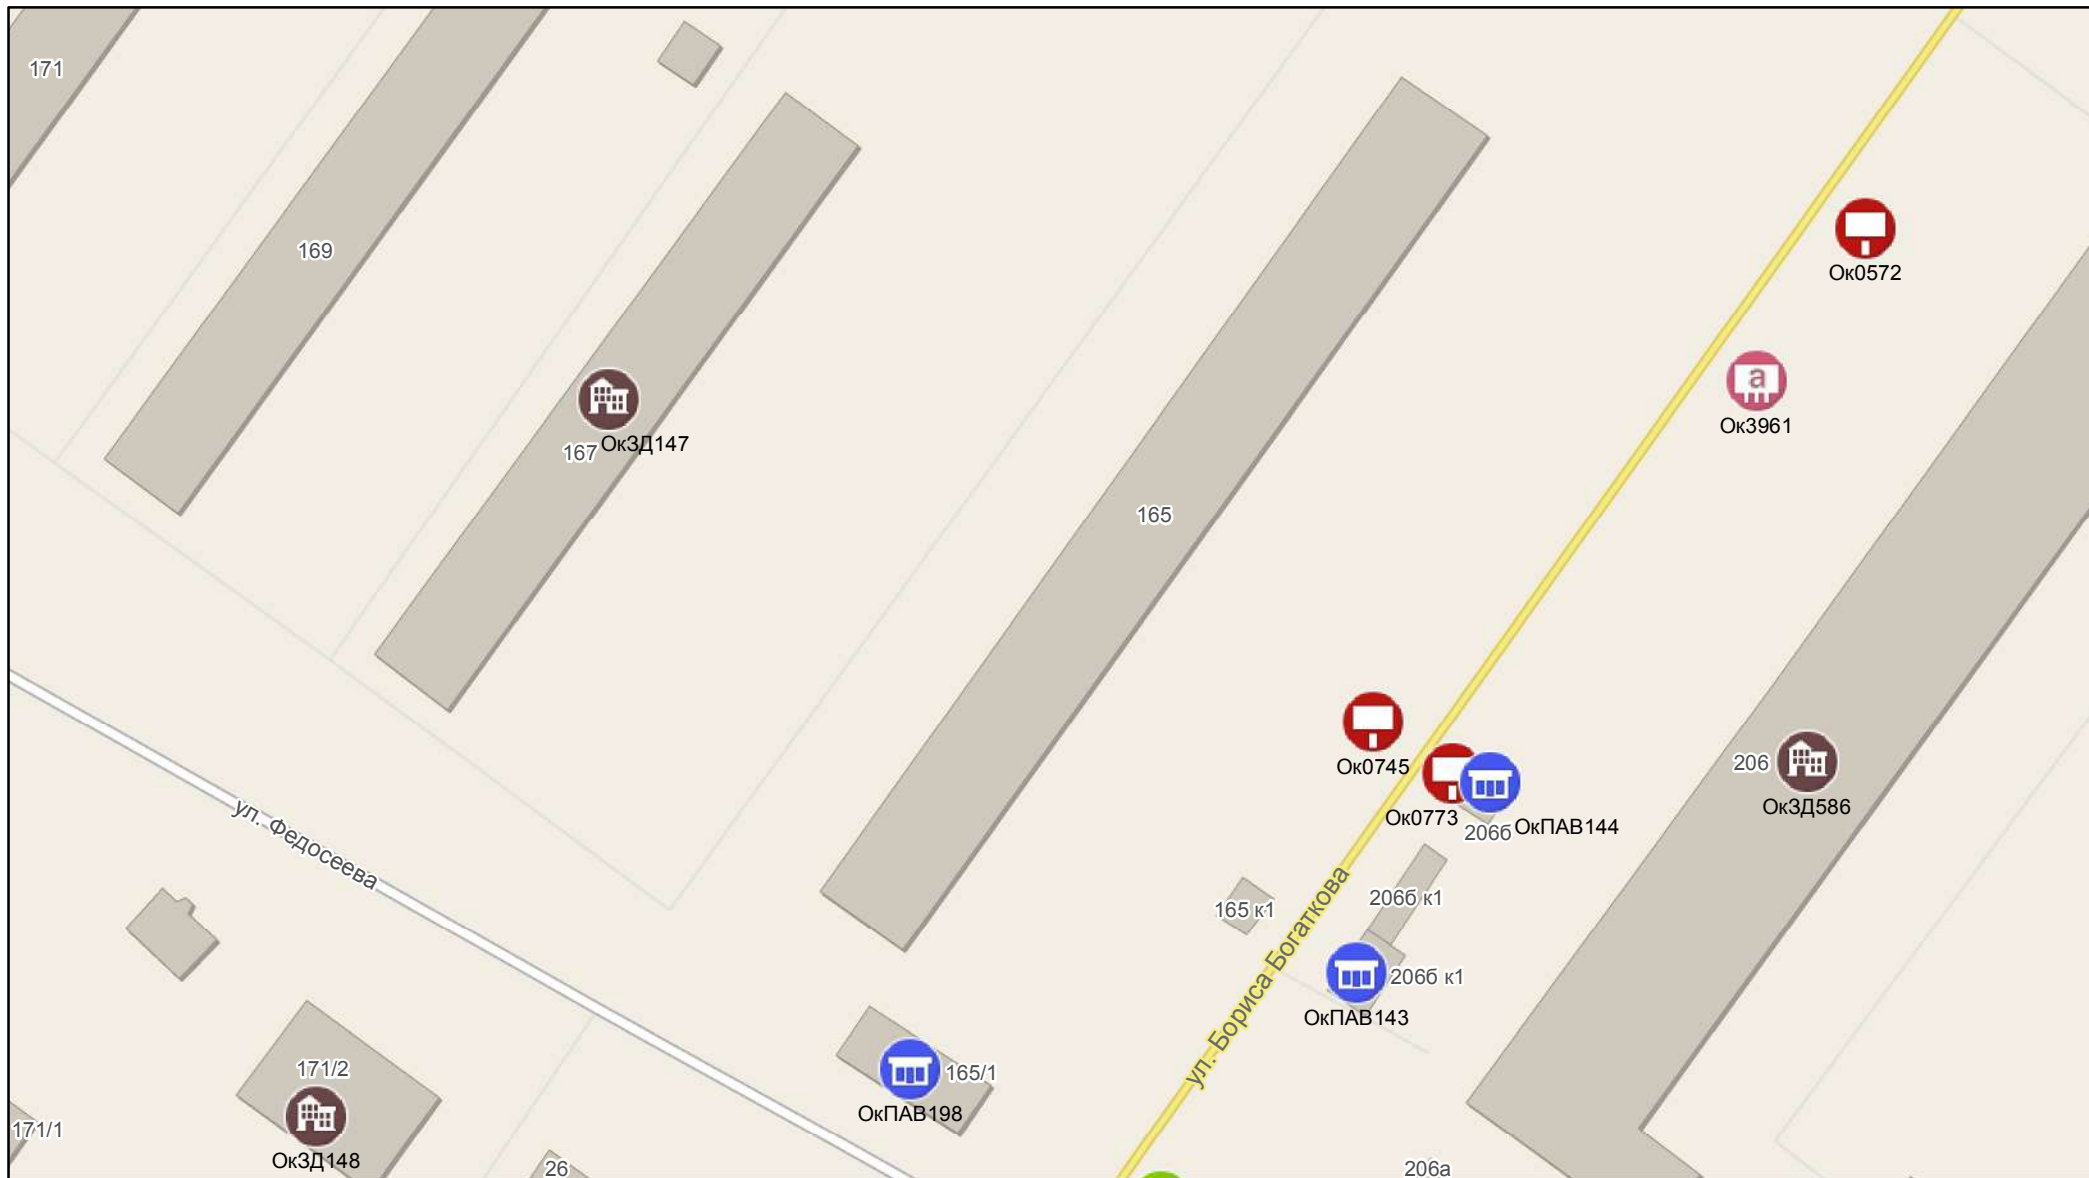 171
169
Ок0572
a
Ок3961
167
ОкЗД147
165
Ок0745
206
ОкЗД586
Ок0773
206б
ОкПАВ144
ул. Федосеева
165 к1
206б к1
ул. Бориса Богаткова
206б к1
ОкПАВ143
171/2
165/1
ОкПАВ198
171/1
ОкЗД148
26
206а